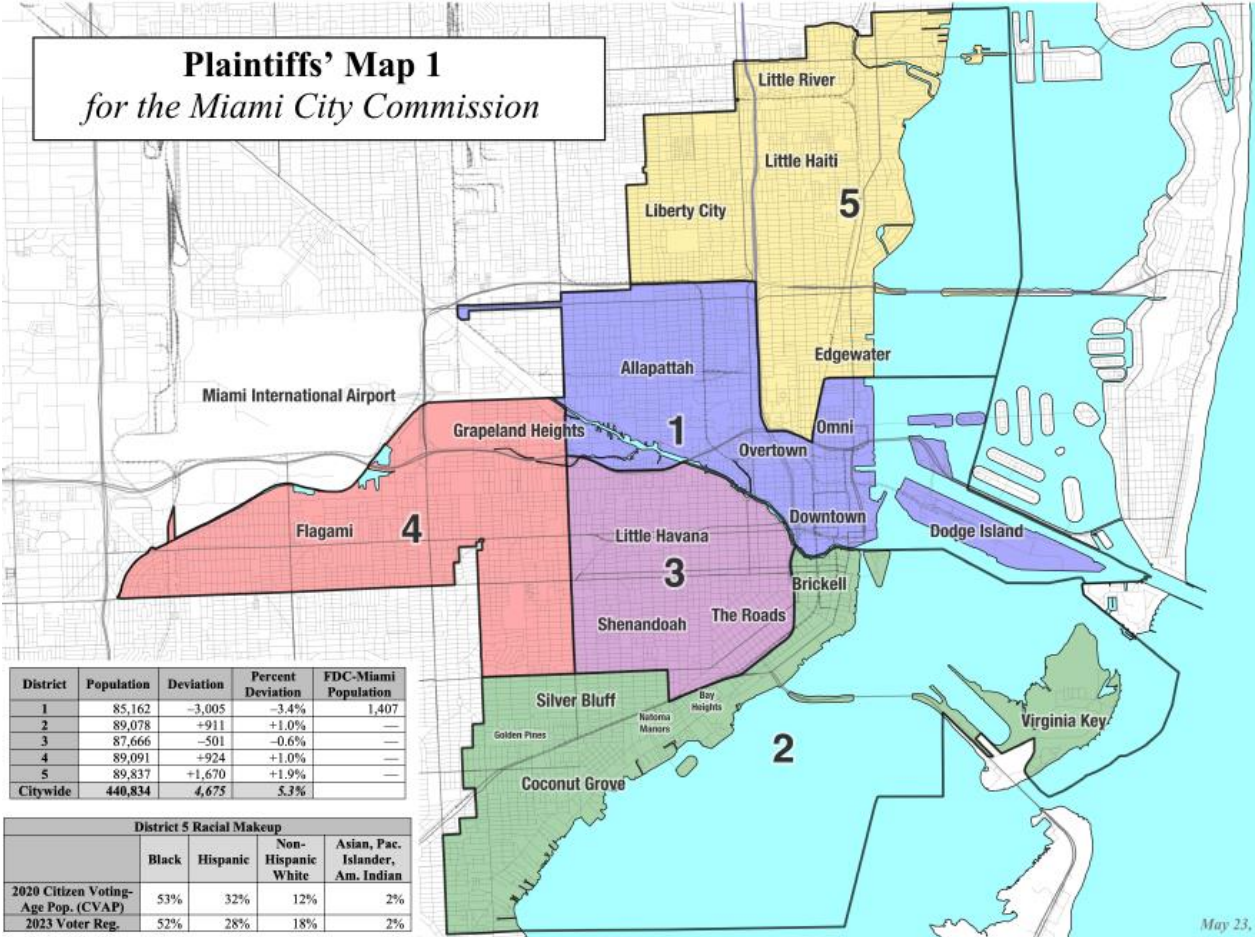 Plaintiffs’ Map 1
for the Miami City Commission
Little River
Little Haiti
5
Liberty City
Edgewater
Allapattah
Miami International Airport
Grapeland Heights
1
Omni
Overtown
Downtown
Dodge Island
Flagami
4
Little Havana
3
Brickell
The Roads
Shenandoah
Silver Bluff
Bay
Heights
Natoma
Manors
Golden Pines
Virginia Key
2
Coconut Grove
District Population Deviation Percent Deviation FDC-Miami Population
1 85,162 –3,005 –3.4% 1,407
2 89,078 +911 +1.0% —
3 87,666 –501 –0.6% —
4 89,091 +924 +1.0% —
5 89,837 +1,670 +1.9% —
Citywide 440,834 4,675 5.3%
District 5 Racial Makeup
Black Hispanic Non-Hispanic White Asian, Pac. Islander, Am. Indian
2020 Citizen Voting-Age Pop. (CVAP) 53% 32% 12% 2%
2023 Voter Reg. 52% 28% 18% 2%
May 23,